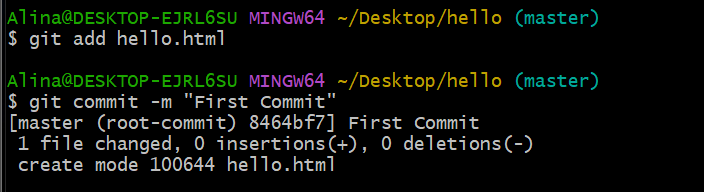 Alina@DESKTOP-EJRL6SU MINGW64 ~/Desktop/hello (master)
$ git add hello.html
Alina@DESKTOP-EJRL6SU MINGW64 ~/Desktop/hello (master)
$ git commit -m "First Commit"
[master (root-commit) 8464bf7] First Commit
 1 file changed, 0 insertions(+), 0 deletions(-)
 create mode 100644 hello.html